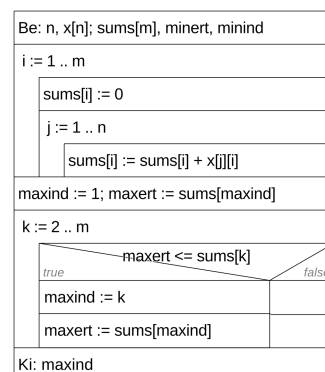 Be: n, x[n]; sums[m], minert, minind
i := 1 .. m
sums[i] := 0
j := 1 .. n
sums[i] := sums[i] + x[j][i]
maxind := 1; maxert := sums[maxind]
k := 2 .. m
maxert <= sums[k]
true
false
maxind := k
maxert := sums[maxind]
Ki: maxind